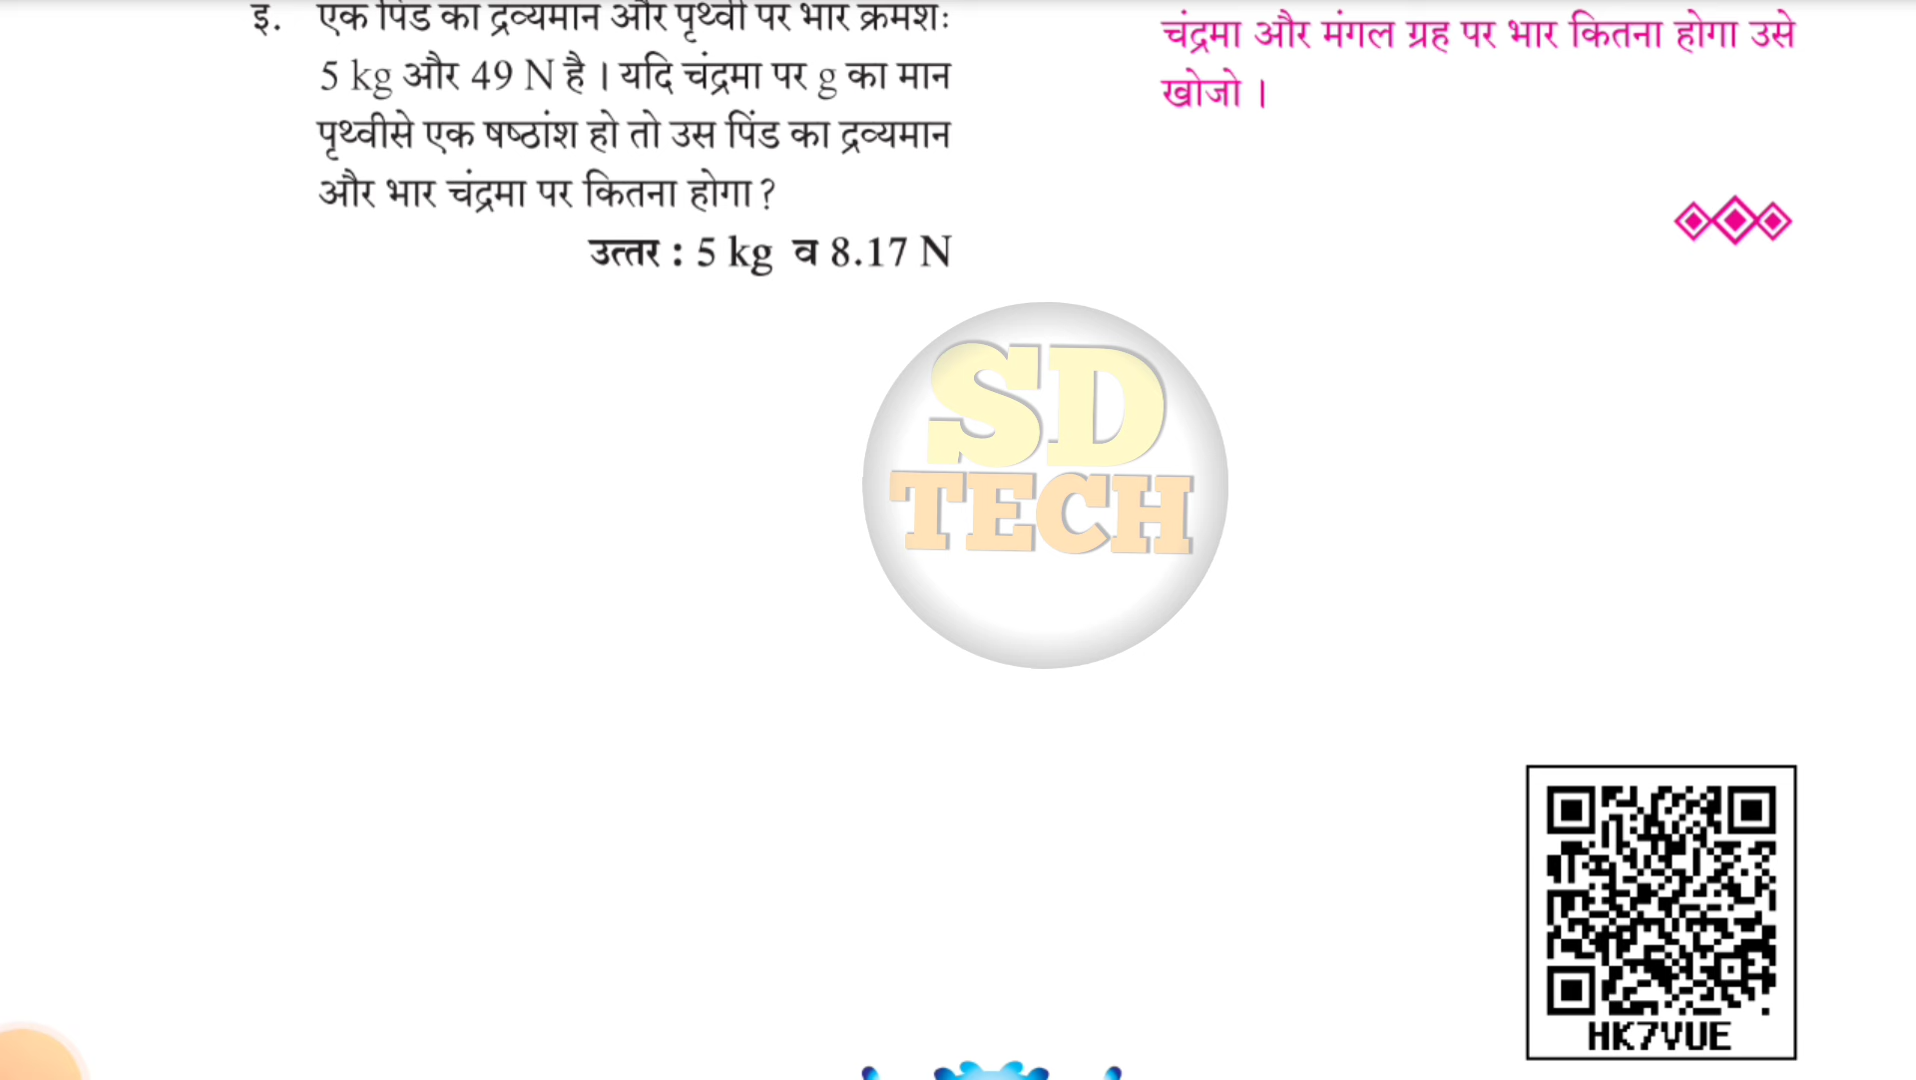 इ. एक पिंड का द्रव्यमान और पृथ्वी पर भार क्रमशः
5 kg और 49 N है । यदि चंद्रमा पर g का मान
पृथ्वीसे एक षष्ठांश हो तो उस पिंड का द्रव्यमान
और भार चंद्रमा पर कितना होगा ?
उत्तर : 5 kg व 8.17 N
चंद्रमा और मंगल ग्रह पर भार कितना होगा उसे
खोजो ।
SD
TECH
HK7VUE